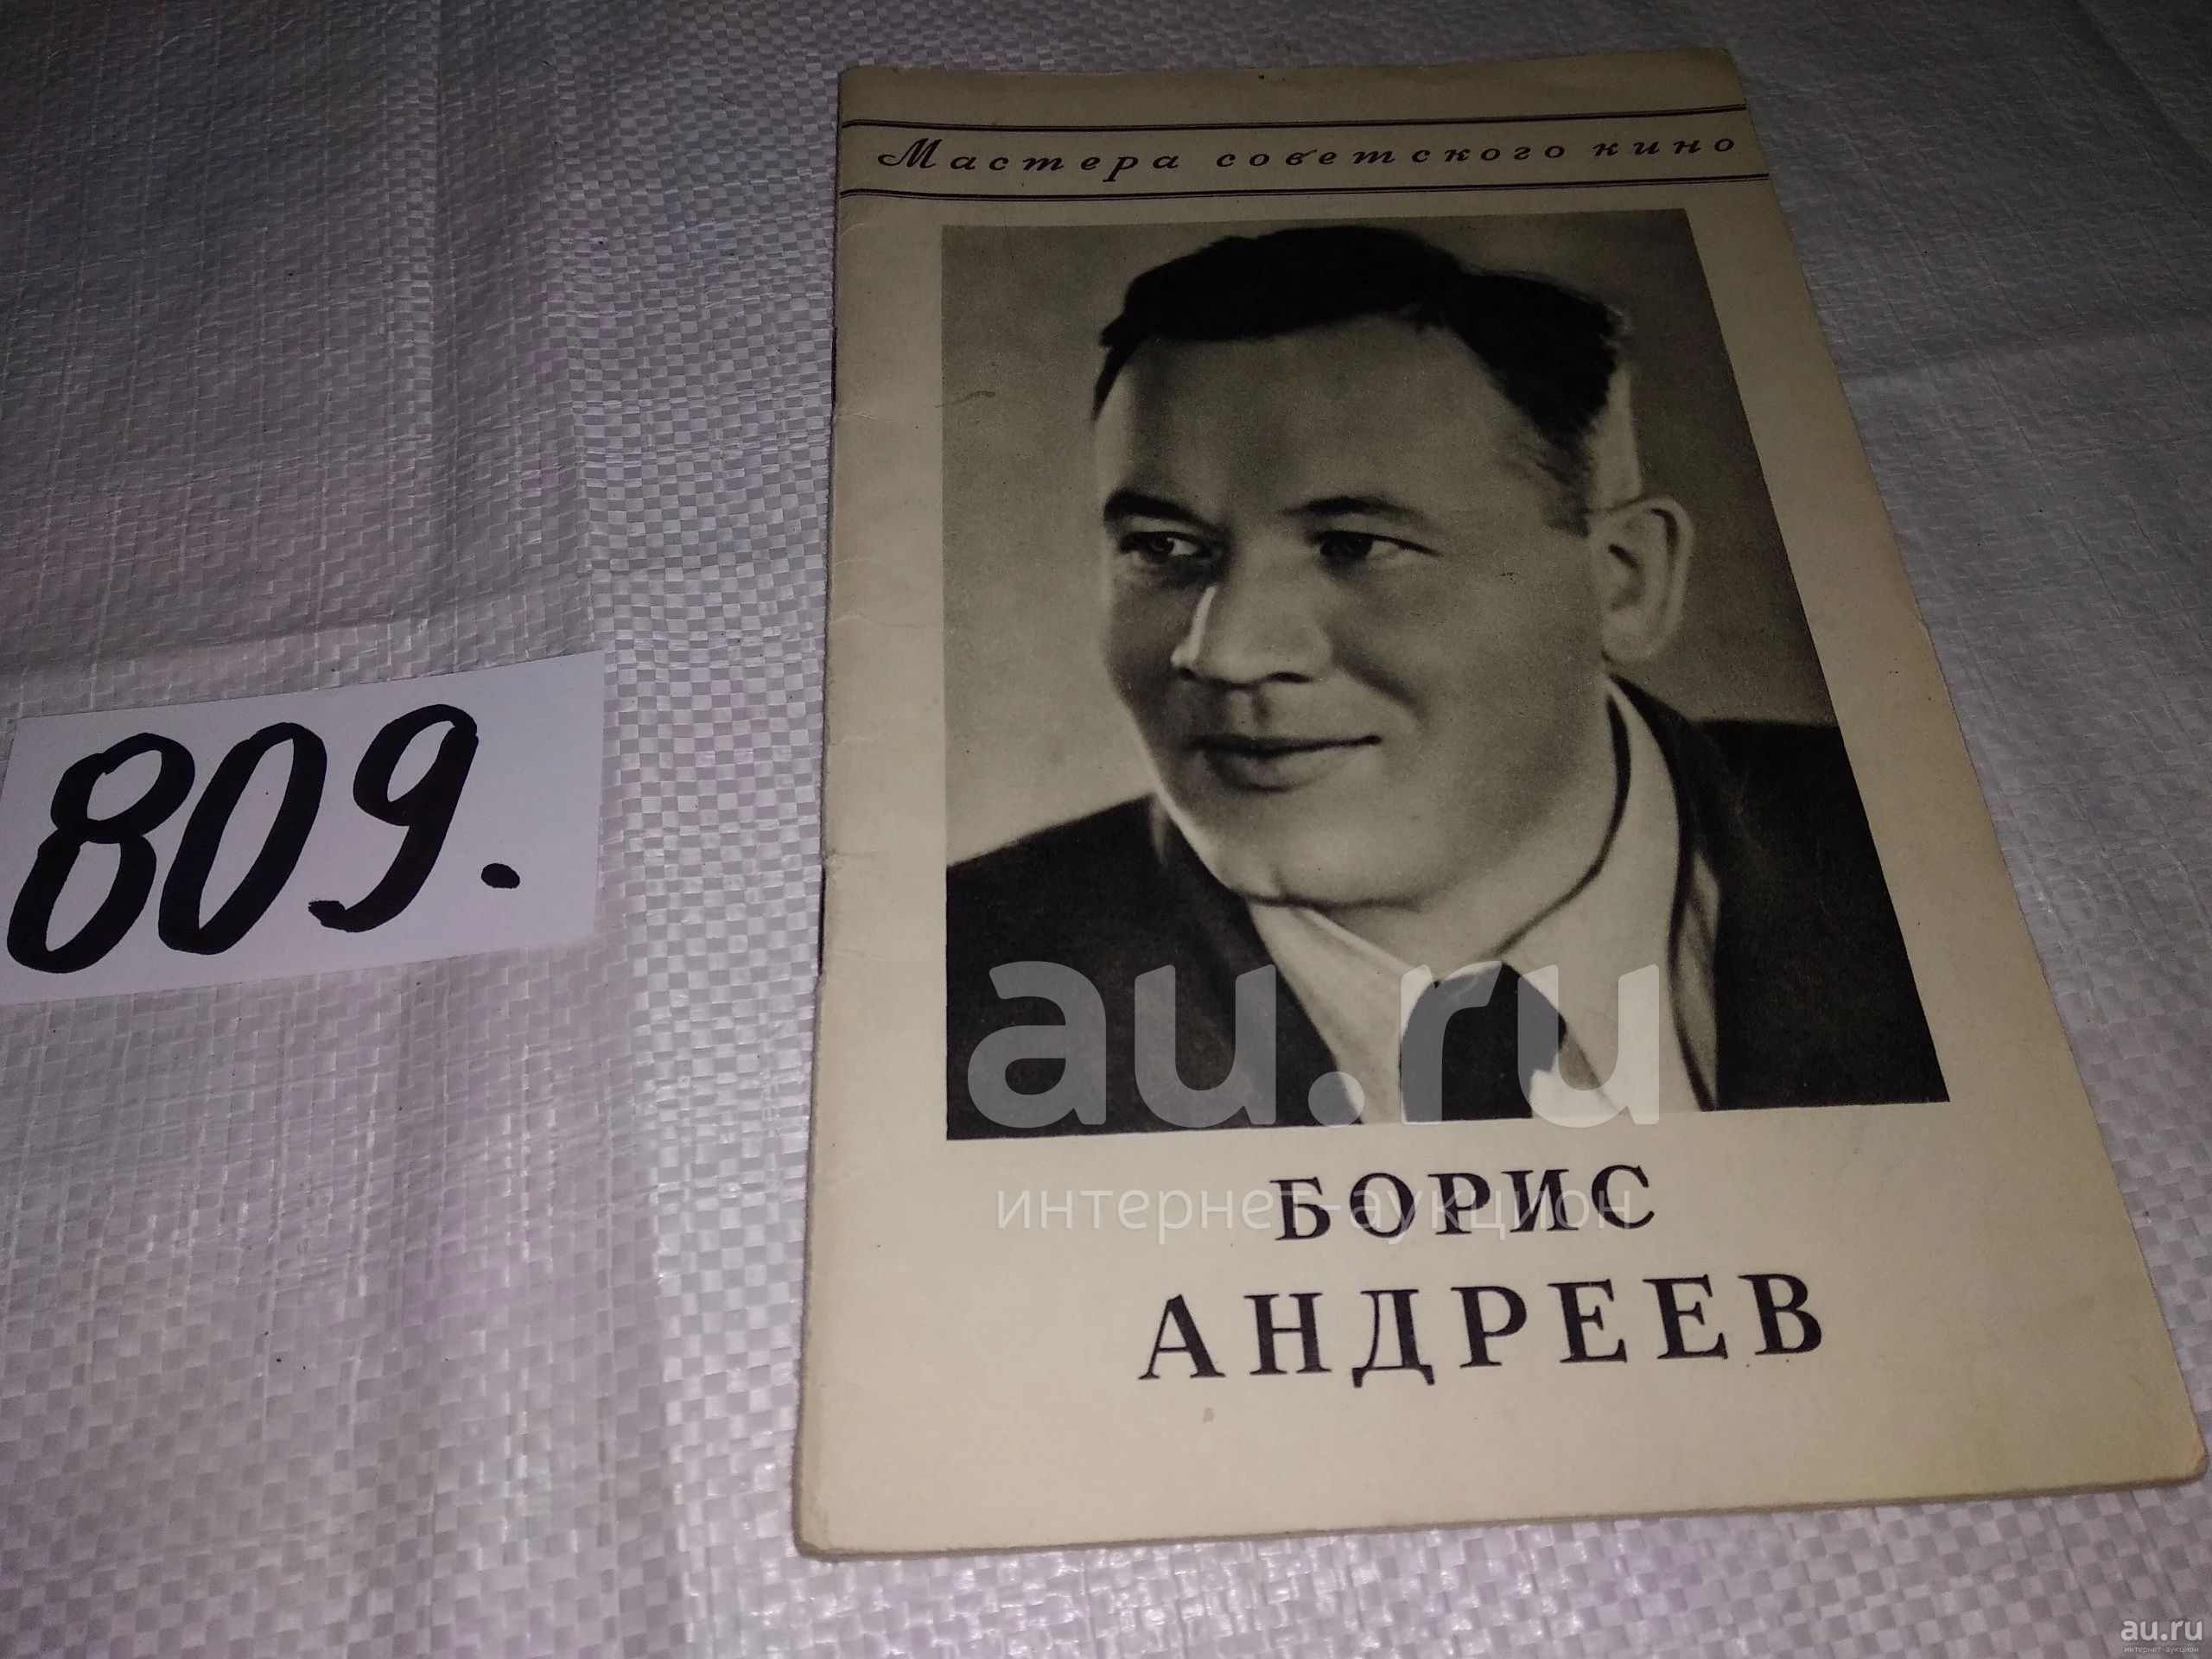 Мастера советского кино
809.
au.ru
интернет-аукцион
БОРИС
АНДРЕЕВ
au.ru
интернет-аукцион